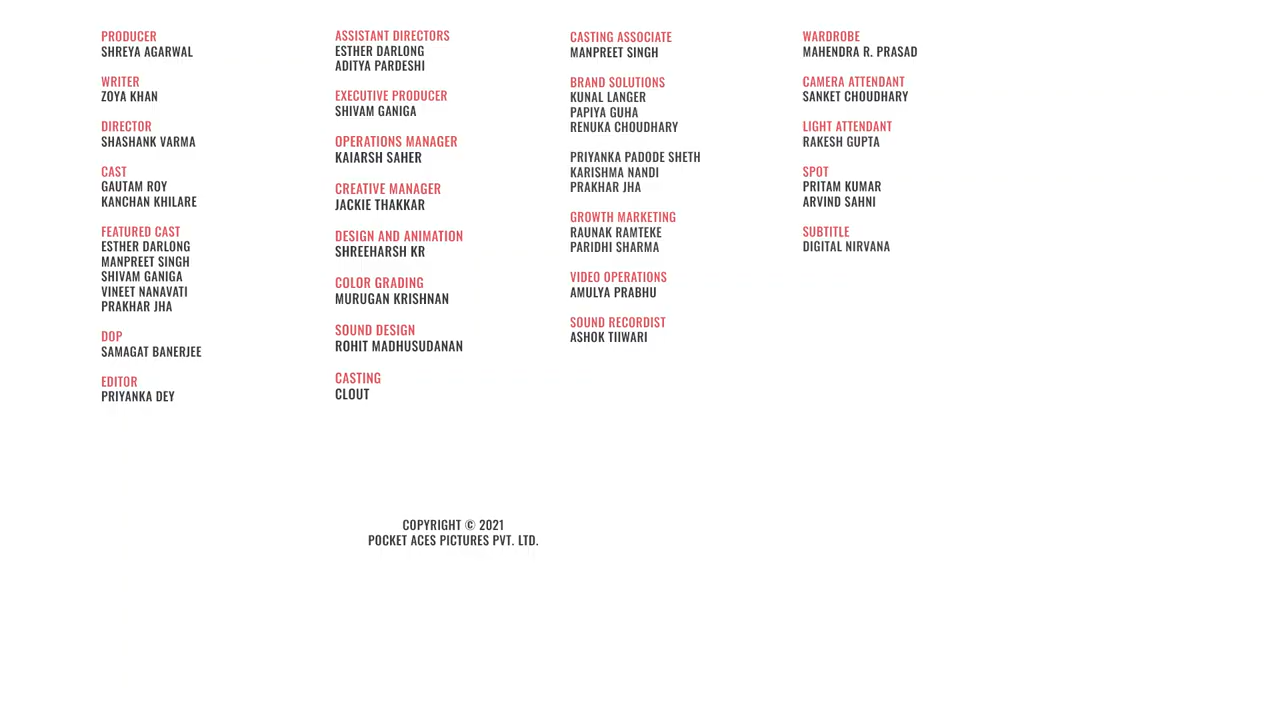 PRODUCER
SHREYA AGARWAL
WRITER
ZOYA KHAN
DIRECTOR
SHASHANK VARMA
CAST
GAUTAM ROY
KANCHAN KHILARE
FEATURED CAST
ESTHER DARLONG
MANPREET SINGH
SHIVAM GANIGA
VINEET NANAVATI
PRAKHAR JHA
DOP
SAMAGAT BANERJEE
EDITOR
PRIYANKA DEY
ASSISTANT DIRECTORS
ESTHER DARLONG
ADITYA PARDESHI
EXECUTIVE PRODUCER
SHIVAM GANIGA
OPERATIONS MANAGER
KAIARSH SAHER
CREATIVE MANAGER
JACKIE THAKKAR
DESIGN AND ANIMATION
SHREEHARSH KR
COLOR GRADING
MURUGAN KRISHNAN
SOUND DESIGN
ROHIT MADHUSUDANAN
CASTING
CLOUT
CASTING ASSOCIATE
MANPREET SINGH
BRAND SOLUTIONS
KUNAL LANGER
PAPIYA GUHA
RENUKA CHOUDHARY
PRIYANKA PADODE SHETH
KARISHMA NANDI
PRAKHAR JHA
GROWTH MARKETING
RAUNAK RAMTEKE
PARIDHI SHARMA
VIDEO OPERATIONS
AMULYA PRABHU
SOUND RECORDIST
ASHOK TIIWARI
WARDROBE
MAHENDRA R. PRASAD
CAMERA ATTENDANT
SANKET CHOUDHARY
LIGHT ATTENDANT
RAKESH GUPTA
SPOT
PRITAM KUMAR
ARVIND SAHNI
SUBTITLE
DIGITAL NIRVANA
COPYRIGHT © 2021
POCKET ACES PICTURES PVT. LTD.